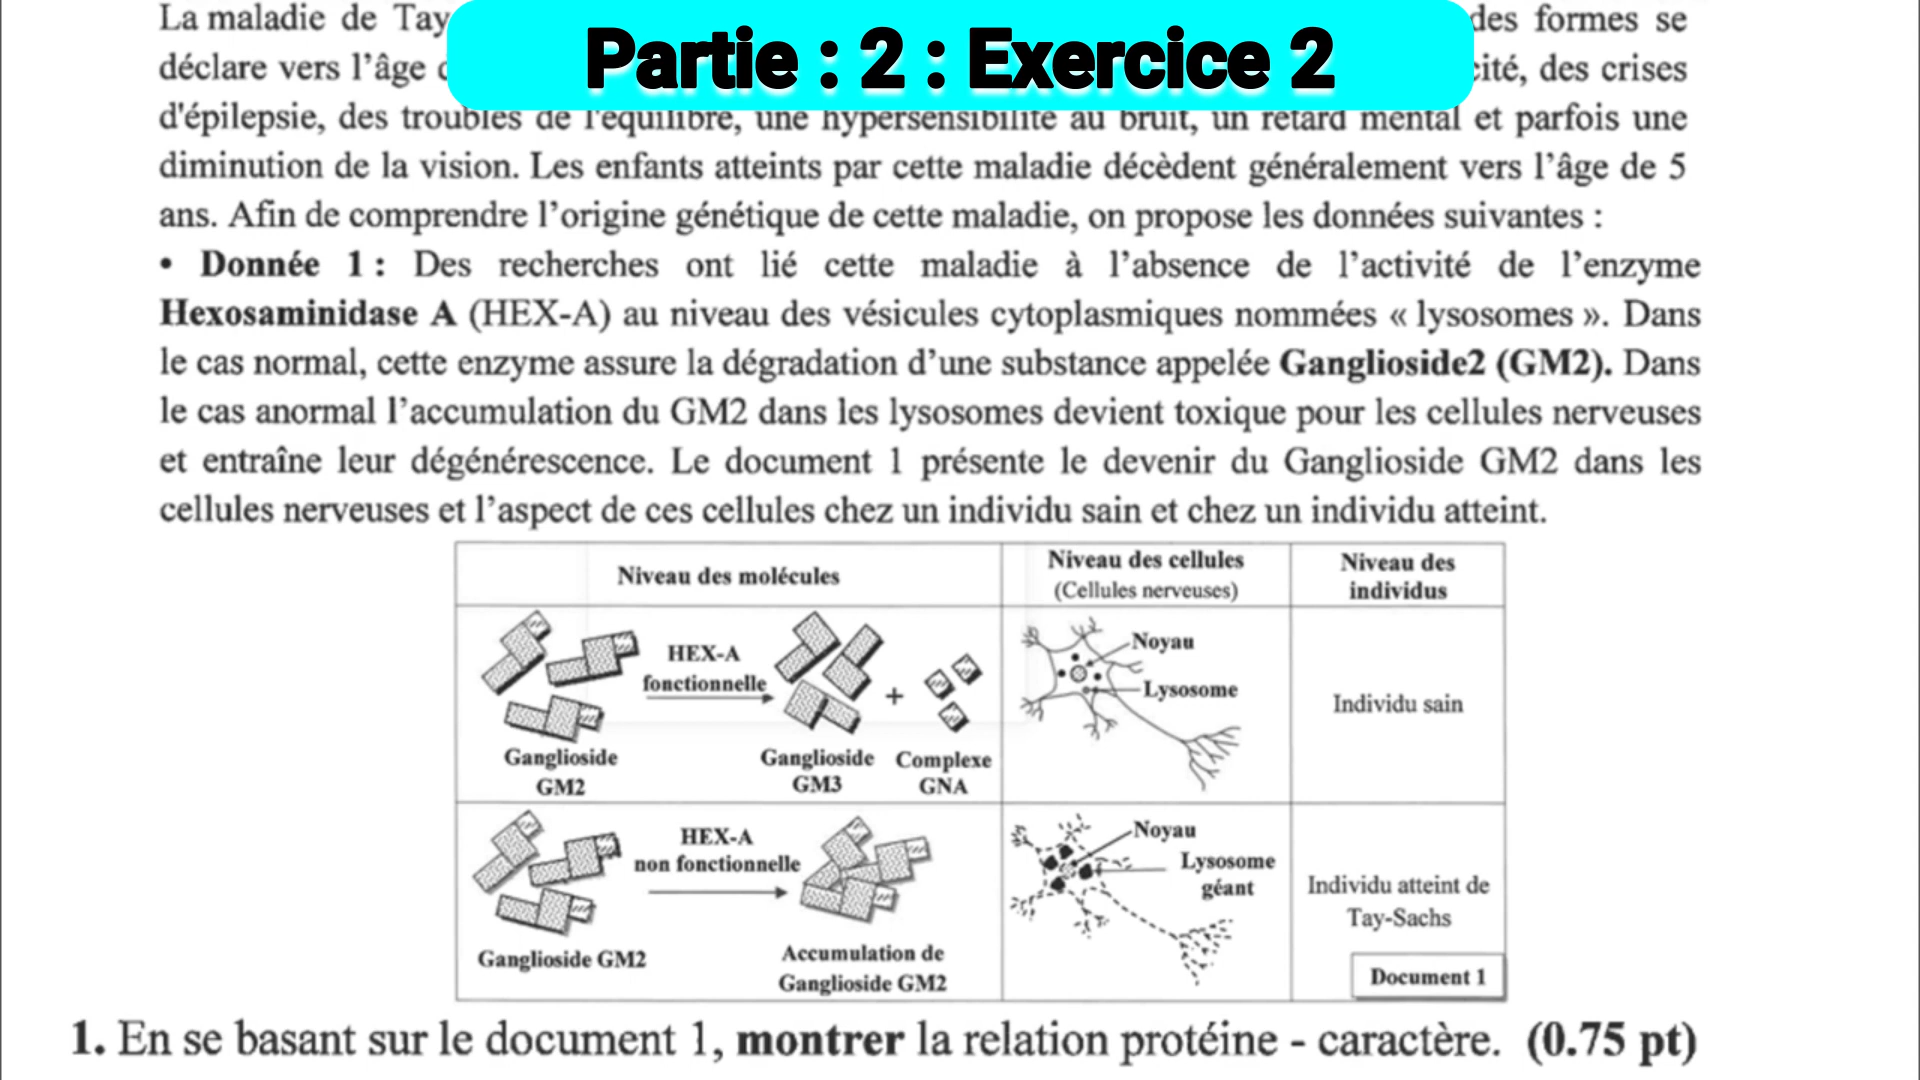 La maladie de Tay
des formes se
Partie : 2 : Exercice 2
déclare vers l'âge
cité, des crises
d'épilepsie, des troubles de l'équilibre, une hypersensibilité au bruit, un retard mental et parfois une
diminution de la vision. Les enfants atteints par cette maladie décèdent généralement vers l'âge de 5
ans. Afin de comprendre l'origine génétique de cette maladie, on propose les données suivantes :
• Donnée 1 : Des recherches ont lié cette maladie à l'absence de l'activité de l'enzyme
Hexosaminidase A (HEX-A) au niveau des vésicules cytoplasmiques nommées « lysosomes ». Dans
le cas normal, cette enzyme assure la dégradation d'une substance appelée Ganglioside2 (GM2). Dans
le cas anormal l'accumulation du GM2 dans les lysosomes devient toxique pour les cellules nerveuses
et entraîne leur dégénérescence. Le document 1 présente le devenir du Ganglioside GM2 dans les
cellules nerveuses et l'aspect de ces cellules chez un individu sain et chez un individu atteint.
Niveau des molécules
Niveau des cellules
(Cellules nerveuses)
Niveau des
individus
HEX-A
fonctionnelle
+
Ganglioside
GM2
Ganglioside
GM3
Complexe
GNA
Noyau
Lysosome
Individu sain
HEX-A
non fonctionnelle
Ganglioside GM2
Accumulation de
Ganglioside GM2
Noyau
Lysosome
géant
Individu atteint de
Tay-Sachs
Document 1
1. En se basant sur le document 1, montrer la relation protéine - caractère. (0.75 pt)